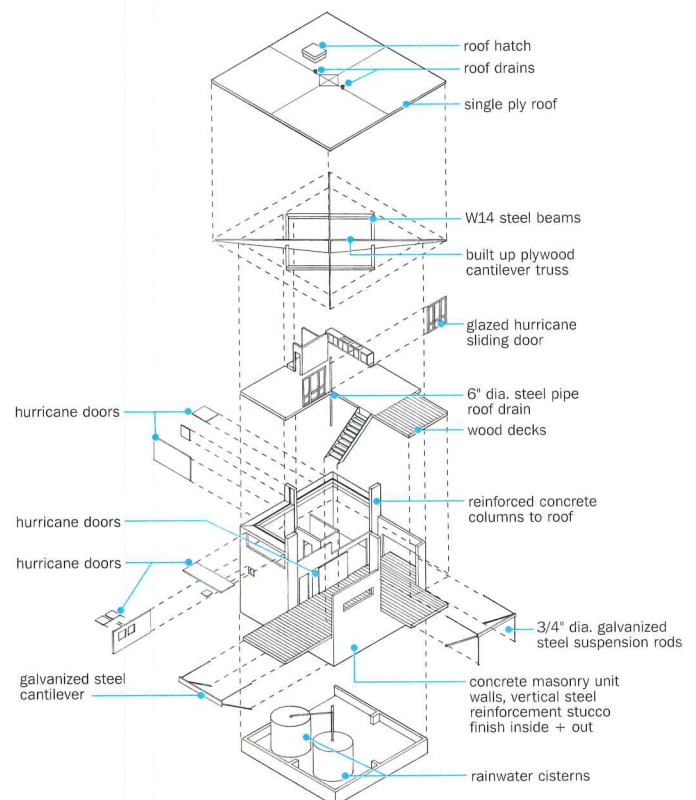 roof hatch
roof drains
single ply roof
W14 steel beams
built up plywood
cantilever truss
glazed hurricane
sliding door
6" dia. steel pipe
roof drain
wood decks
hurricane doors
reinforced concrete
columns to roof
hurricane doors
hurricane doors
3/4" dia. galvanized
steel suspension rods
galvanized steel
cantilever
concrete masonry unit
walls, vertical steel
reinforcement stucco
finish inside + out
rainwater cisterns